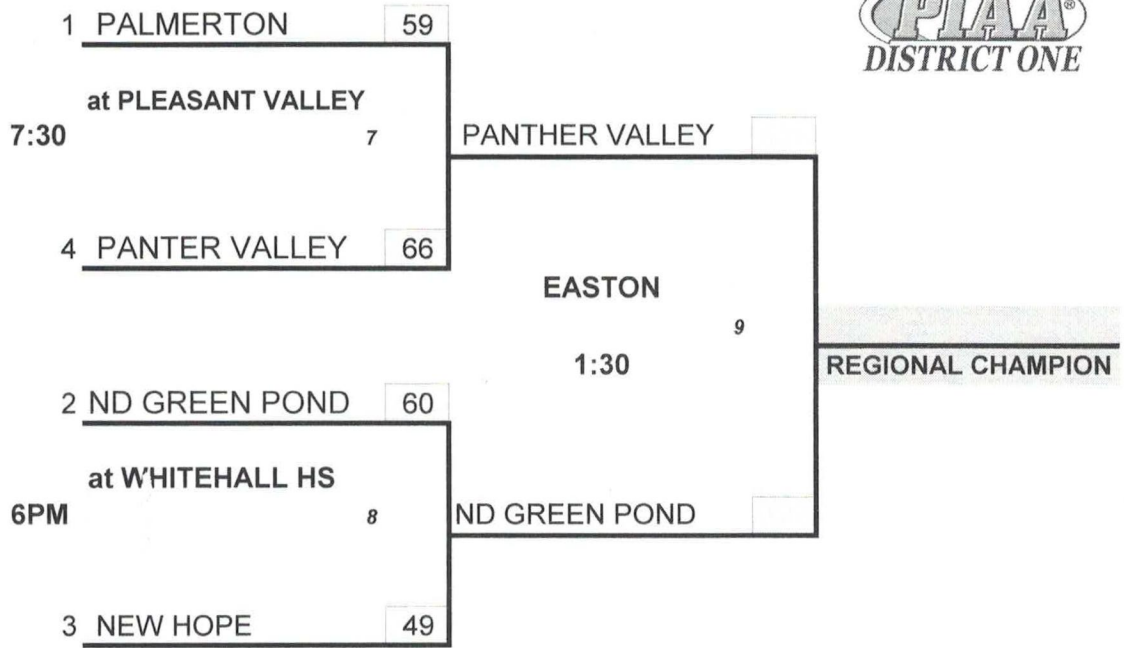 PIAA®
DISTRICT ONE
1 PALMERTON 59
at PLEASANT VALLEY
7:30 7
PANTHER VALLEY
4 PANTER VALLEY 66
EASTON
9
1:30
REGIONAL CHAMPION
2 ND GREEN POND 60
at WHITEHALL HS
6PM 8
ND GREEN POND
3 NEW HOPE 49